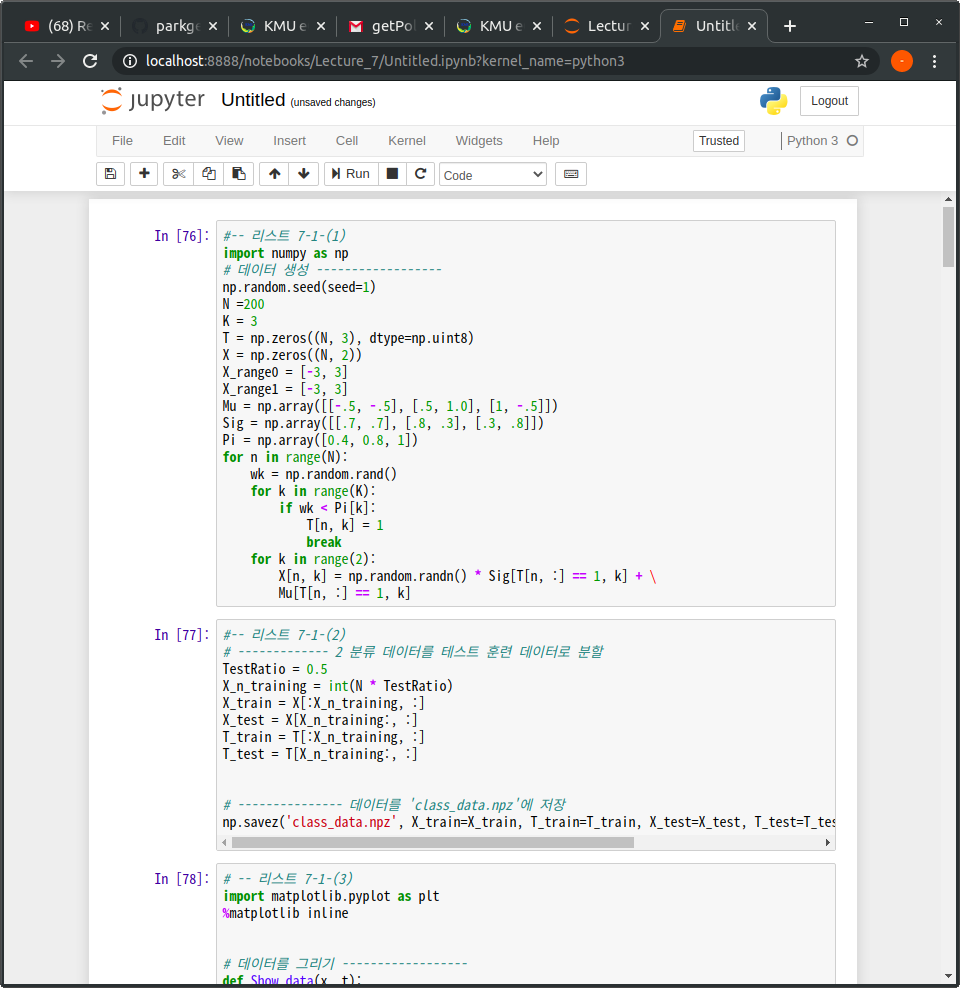 (68) Re
parkge
KMU e
getPol
KMU e
Lectur
Untitl
localhost:8888/notebooks/Lecture_7/Untitled.ipynb?kernel_name=python3
jupyter Untitled (unsaved changes)
Logout
File Edit View Insert Cell Kernel Widgets Help Trusted Python 3
Run Code
In [76]:
#-- 리스트 7-1-(1)
import numpy as np
# 데이터 생성 ------------------
np.random.seed(seed=1)
N =200
K = 3
T = np.zeros((N, 3), dtype=np.uint8)
X = np.zeros((N, 2))
X_range0 = [-3, 3]
X_range1 = [-3, 3]
Mu = np.array([[-.5, -.5], [.5, 1.0], [1, -.5]])
Sig = np.array([[.7, .7], [.8, .3], [.3, .8]])
Pi = np.array([0.4, 0.8, 1])
for n in range(N):
    wk = np.random.rand()
    for k in range(K):
        if wk < Pi[k]:
            T[n, k] = 1
            break
    for k in range(2):
        X[n, k] = np.random.randn() * Sig[T[n, :] == 1, k] + \
        Mu[T[n, :] == 1, k]
In [77]:
#-- 리스트 7-1-(2)
# ------------- 2 분류 데이터를 테스트 훈련 데이터로 분할
TestRatio = 0.5
X_n_training = int(N * TestRatio)
X_train = X[:X_n_training, :]
X_test = X[X_n_training:, :]
T_train = T[:X_n_training, :]
T_test = T[X_n_training:, :]
# --------------- 데이터를 'class_data.npz'에 저장
np.savez('class_data.npz', X_train=X_train, T_train=T_train, X_test=X_test, T_test=T_tes
In [78]:
# -- 리스트 7-1-(3)
import matplotlib.pyplot as plt
%matplotlib inline
# 데이터를 그리기 ------------------
def Show_data(x, t):